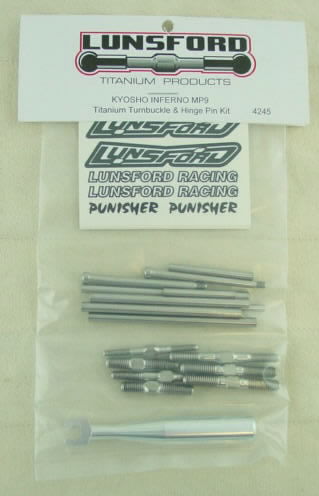 LUNSFORD
TITANIUM PRODUCTS
KYOSHO INFERNO MP9
Titanium Turnbuckle & Hinge Pin Kit 4245
LUNSFORD
LUNSFORD
LUNSFORD RACING
LUNSFORD RACING
PUNISHER PUNISHER